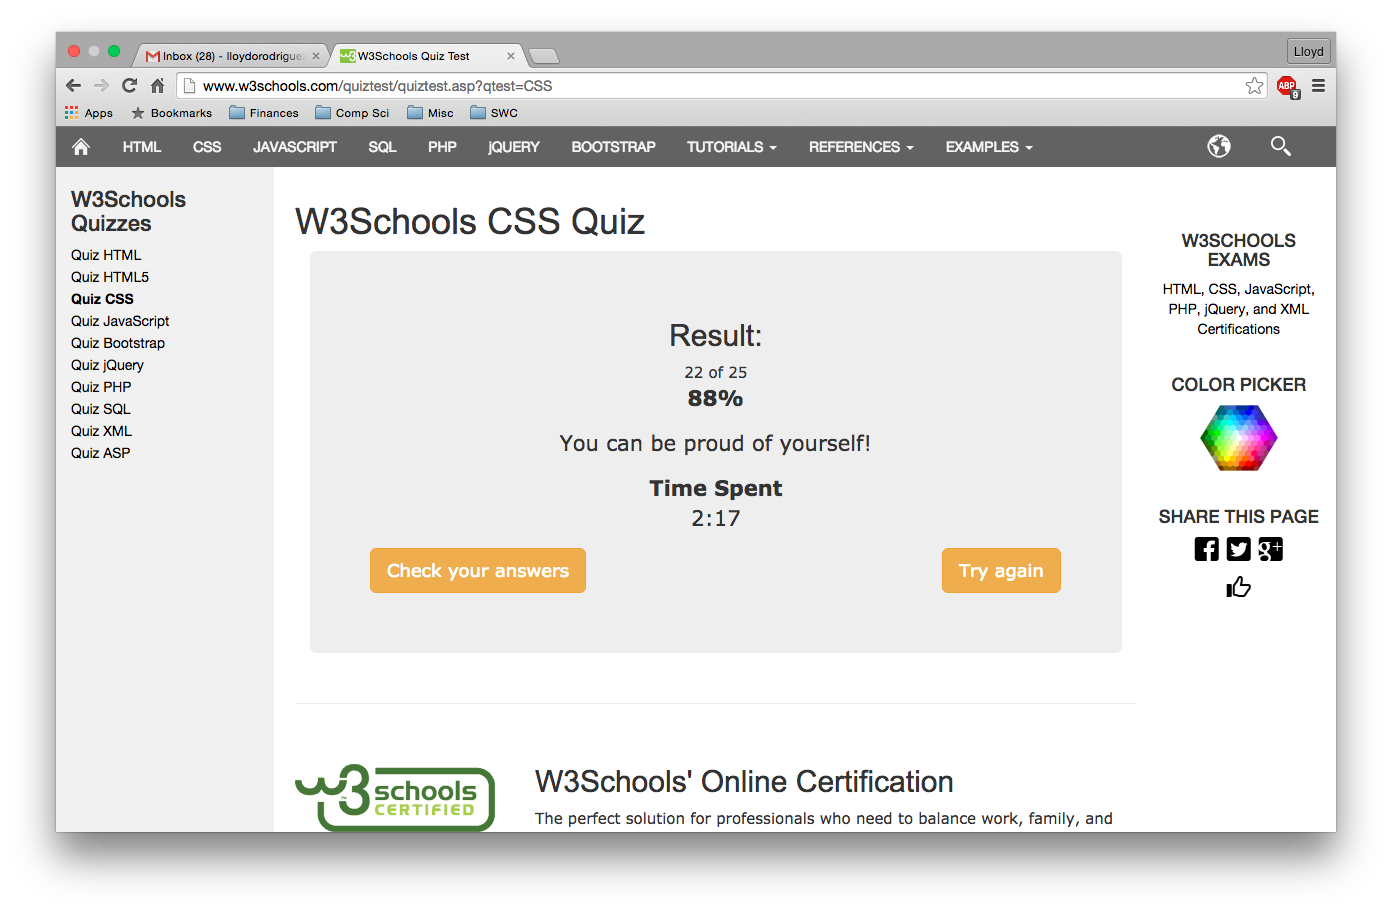 Inbox (28) - lloydorodrigue
W3Schools Quiz Test
Lloyd
www.w3schools.com/quiztest/quiztest.asp?qtest=CSS
ABP
9
Apps
Bookmarks
Finances
Comp Sci
Misc
SWC
HTML
CSS
JAVASCRIPT
SQL
PHP
jQUERY
BOOTSTRAP
TUTORIALS
REFERENCES
EXAMPLES
W3Schools
Quizzes
Quiz HTML
Quiz HTML5
Quiz CSS
Quiz JavaScript
Quiz Bootstrap
Quiz jQuery
Quiz PHP
Quiz SQL
Quiz XML
Quiz ASP
W3Schools CSS Quiz
Result:
22 of 25
88%
You can be proud of yourself!
Time Spent
2:17
Check your answers
Try again
W3SCHOOLS
EXAMS
HTML, CSS, JavaScript,
PHP, jQuery, and XML
Certifications
COLOR PICKER
SHARE THIS PAGE
w3schools
CERTIFIED
W3Schools' Online Certification
The perfect solution for professionals who need to balance work, family, and